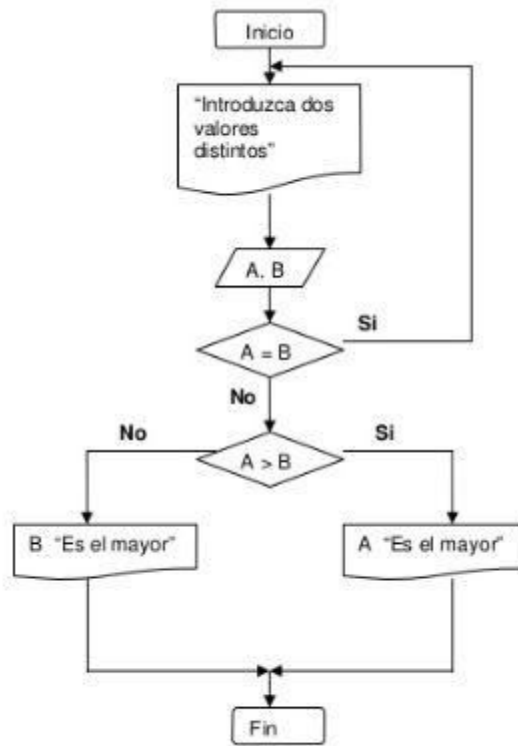 Inicio
“Introduzca dos
valores
distintos”
A. B
Si
A = B
No
No
Si
A > B
B “Es el mayor”
A “Es el mayor”
Fin